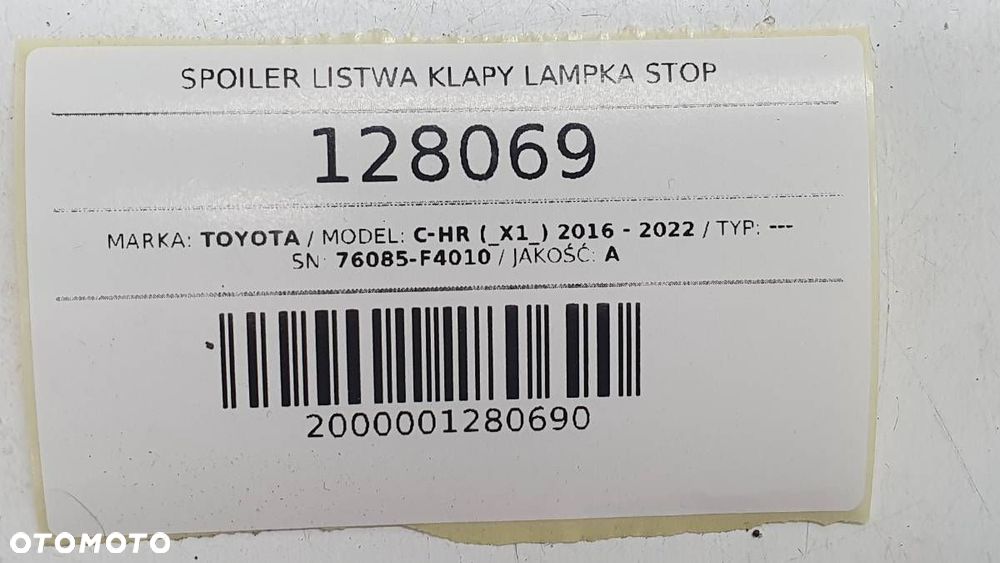 SPOILER LISTWA KLAPY LAMPKA STOP
128069
MARKA: TOYOTA / MODEL: C-HR (_X1_) 2016 - 2022 / TYP: ---
SN: 76085-F4010 / JAKOŚĆ: A
2000001280690
OTOMOTO